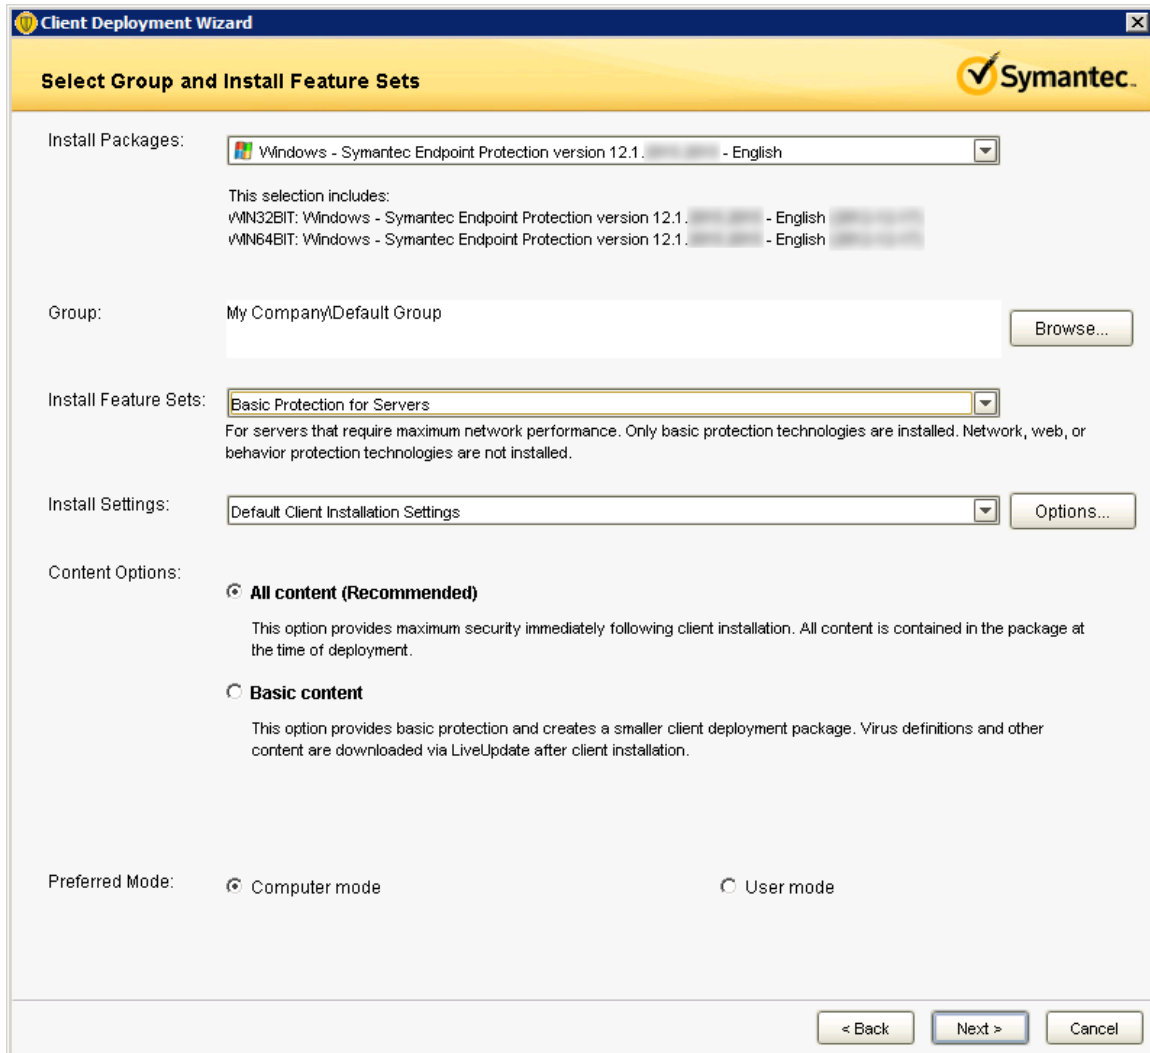 Client Deployment Wizard
Select Group and Install Feature Sets
Symantec.
Install Packages:
Windows - Symantec Endpoint Protection version 12.1. - English
This selection includes:
WIN32BIT: Windows - Symantec Endpoint Protection version 12.1. - English
WIN64BIT: Windows - Symantec Endpoint Protection version 12.1. - English
Group:
My Company\Default Group
Browse...
Install Feature Sets:
Basic Protection for Servers
For servers that require maximum network performance. Only basic protection technologies are installed. Network, web, or
behavior protection technologies are not installed.
Install Settings:
Default Client Installation Settings
Options...
Content Options:
All content (Recommended)
This option provides maximum security immediately following client installation. All content is contained in the package at
the time of deployment.
Basic content
This option provides basic protection and creates a smaller client deployment package. Virus definitions and other
content are downloaded via LiveUpdate after client installation.
Preferred Mode:
Computer mode
User mode
< Back
Next >
Cancel